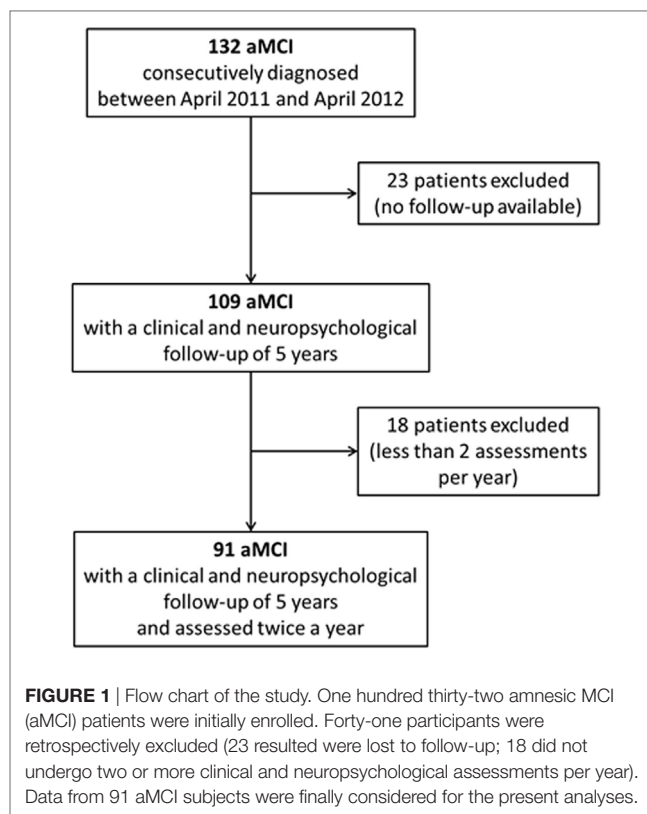 132 aMCI
consecutively diagnosed
between April 2011 and April 2012
23 patients excluded
(no follow-up available)
109 aMCI
with a clinical and neuropsychological
follow-up of 5 years
18 patients excluded
(less than 2 assessments
per year)
91 aMCI
with a clinical and neuropsychological
follow-up of 5 years
and assessed twice a year
FIGURE 1 | Flow chart of the study. One hundred thirty-two amnesic MCI
(aMCI) patients were initially enrolled. Forty-one participants were
retrospectively excluded (23 resulted were lost to follow-up; 18 did not
undergo two or more clinical and neuropsychological assessments per year).
Data from 91 aMCI subjects were finally considered for the present analyses.